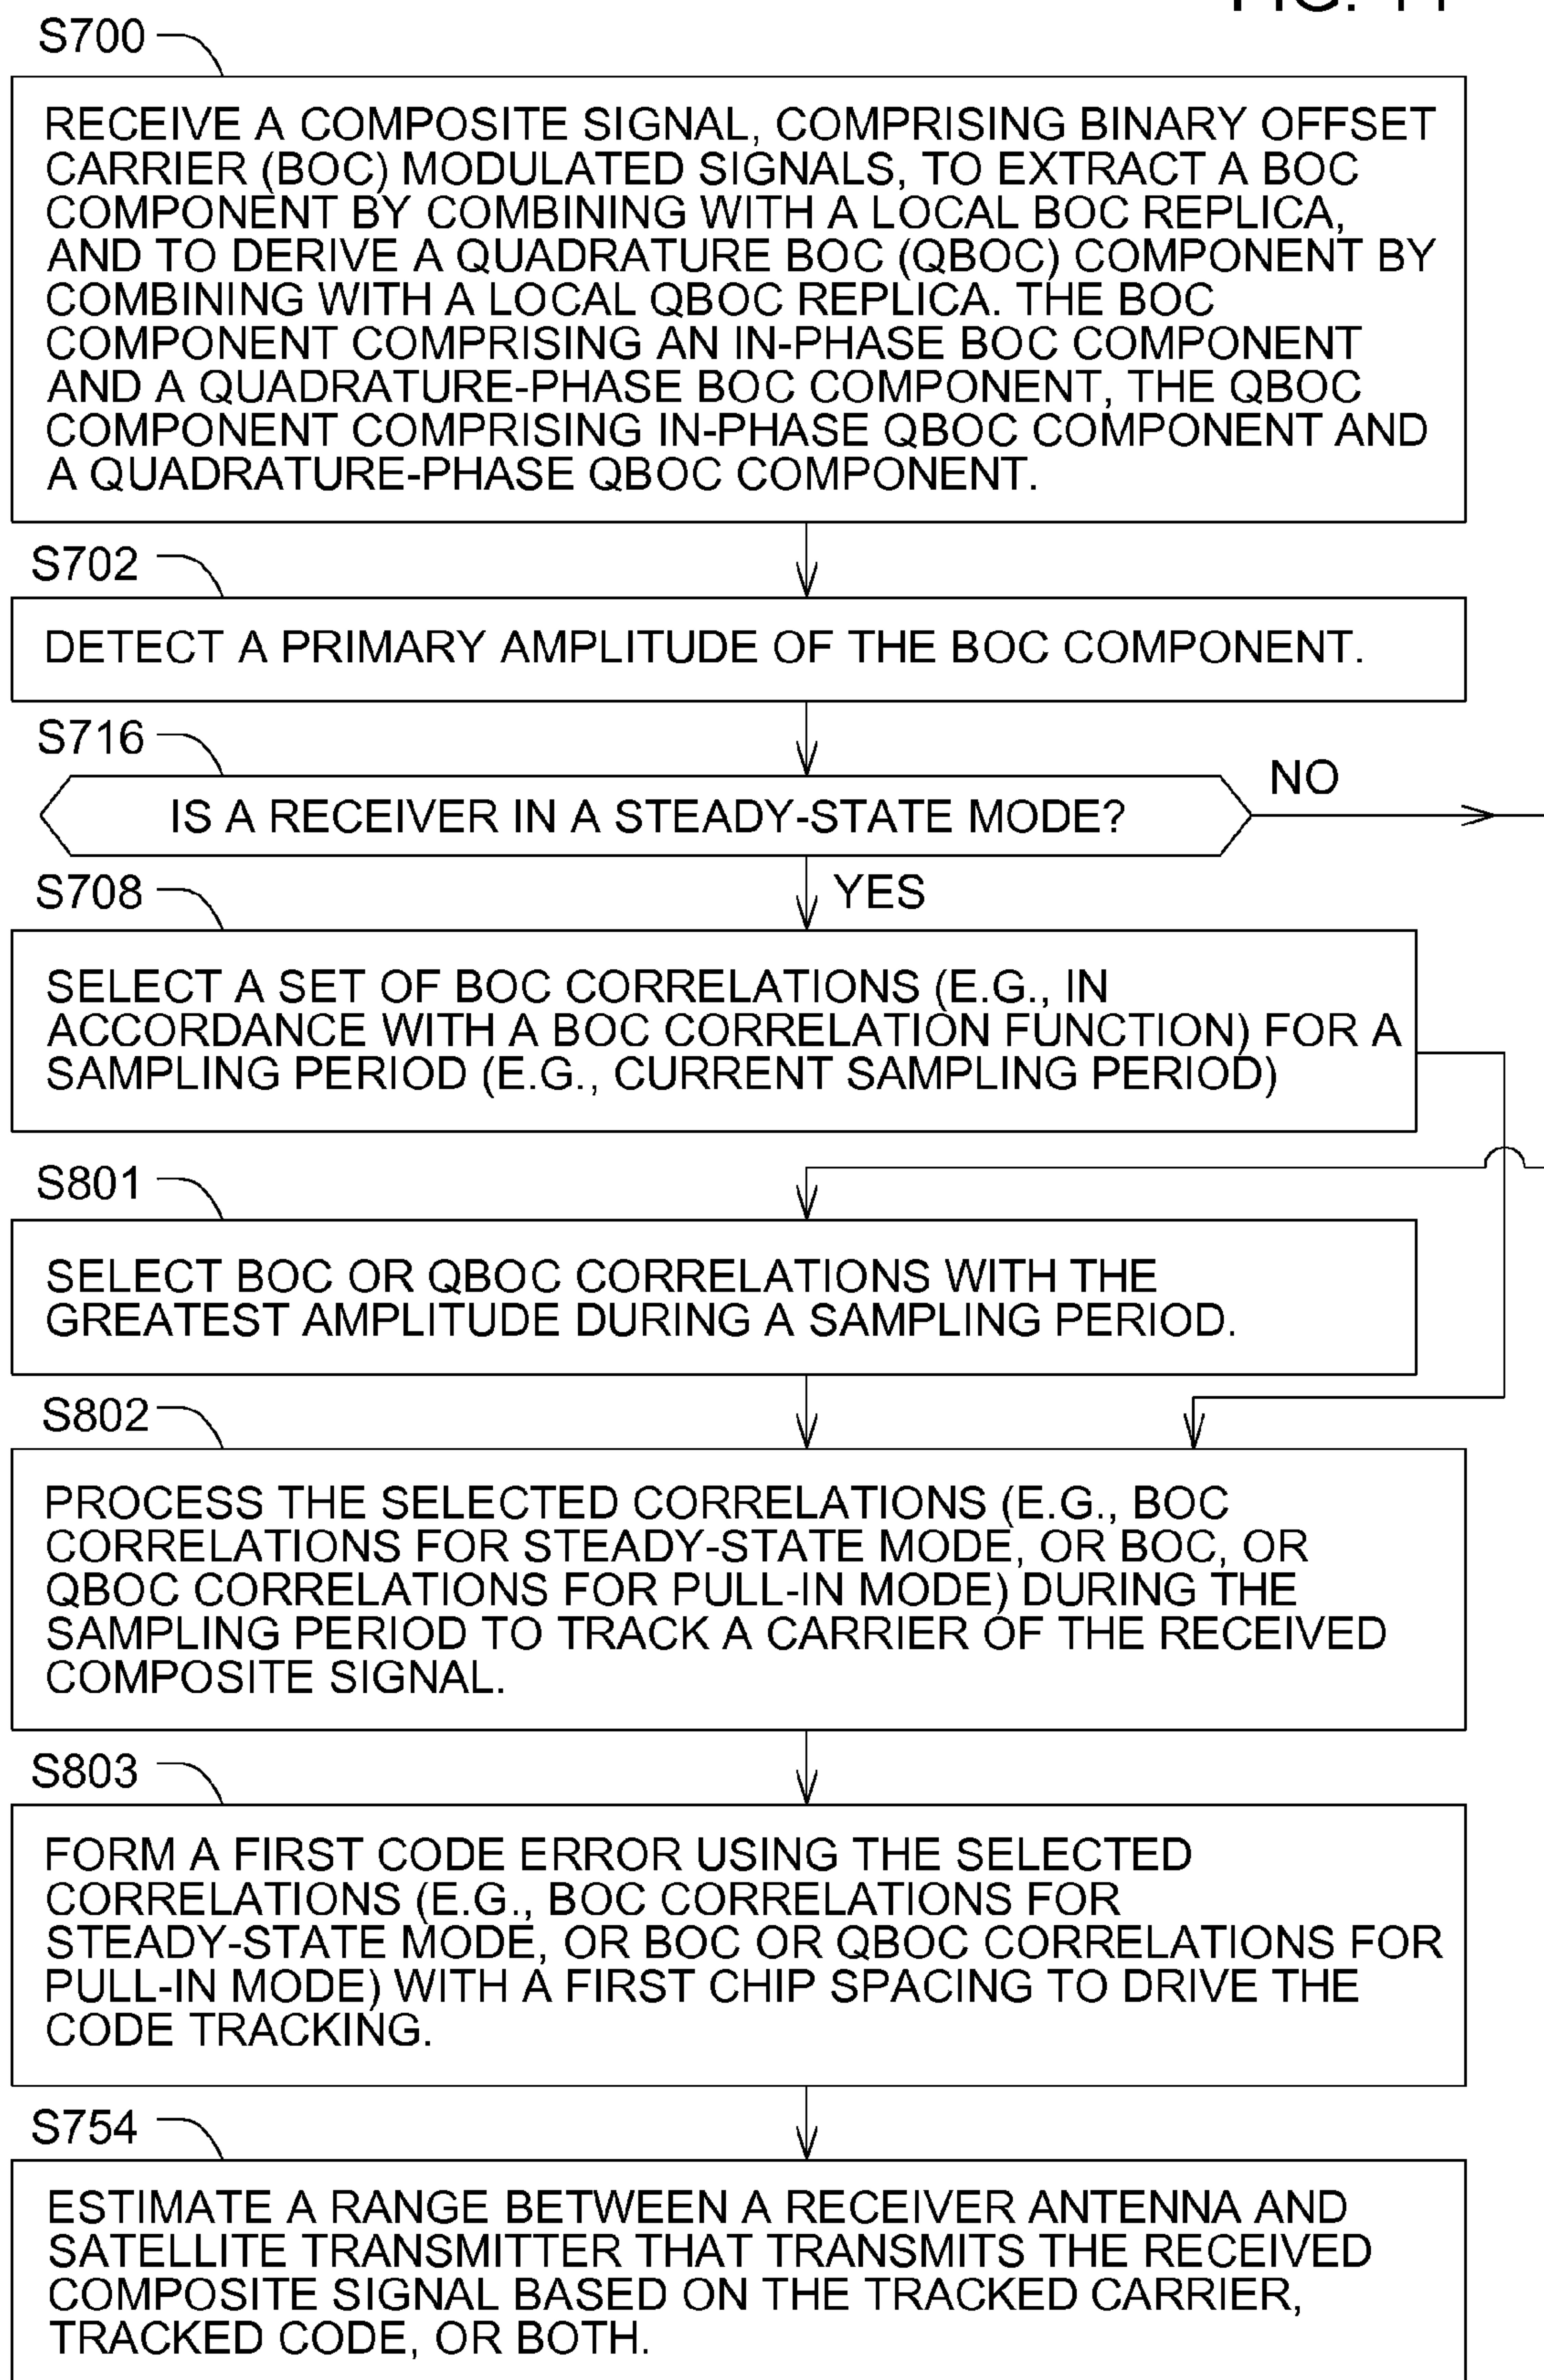 S700
RECEIVE A COMPOSITE SIGNAL, COMPRISING BINARY OFFSET
CARRIER (BOC) MODULATED SIGNALS, TO EXTRACT A BOC
COMPONENT BY COMBINING WITH A LOCAL BOC REPLICA,
AND TO DERIVE A QUADRATURE BOC (QBOC) COMPONENT BY
COMBINING WITH A LOCAL QBOC REPLICA. THE BOC
COMPONENT COMPRISING AN IN-PHASE BOC COMPONENT
AND A QUADRATURE-PHASE BOC COMPONENT, THE QBOC
COMPONENT COMPRISING IN-PHASE QBOC COMPONENT AND
A QUADRATURE-PHASE QBOC COMPONENT.
S702
DETECT A PRIMARY AMPLITUDE OF THE BOC COMPONENT.
S716
IS A RECEIVER IN A STEADY-STATE MODE?
NO
YES
S708
SELECT A SET OF BOC CORRELATIONS (E.G., IN
ACCORDANCE WITH A BOC CORRELATION FUNCTION) FOR A
SAMPLING PERIOD (E.G., CURRENT SAMPLING PERIOD)
S801
SELECT BOC OR QBOC CORRELATIONS WITH THE
GREATEST AMPLITUDE DURING A SAMPLING PERIOD.
S802
PROCESS THE SELECTED CORRELATIONS (E.G., BOC
CORRELATIONS FOR STEADY-STATE MODE, OR BOC, OR
QBOC CORRELATIONS FOR PULL-IN MODE) DURING THE
SAMPLING PERIOD TO TRACK A CARRIER OF THE RECEIVED
COMPOSITE SIGNAL.
S803
FORM A FIRST CODE ERROR USING THE SELECTED
CORRELATIONS (E.G., BOC CORRELATIONS FOR
STEADY-STATE MODE, OR BOC OR QBOC CORRELATIONS FOR
PULL-IN MODE) WITH A FIRST CHIP SPACING TO DRIVE THE
CODE TRACKING.
S754
ESTIMATE A RANGE BETWEEN A RECEIVER ANTENNA AND
SATELLITE TRANSMITTER THAT TRANSMITS THE RECEIVED
COMPOSITE SIGNAL BASED ON THE TRACKED CARRIER,
TRACKED CODE, OR BOTH.